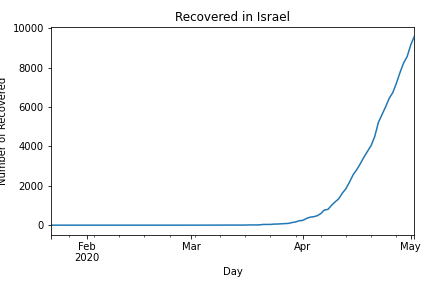 Recovered in Israel
Number of Recovered
10000
8000
6000
4000
2000
0
Feb
2020
Mar
Apr
May
Day